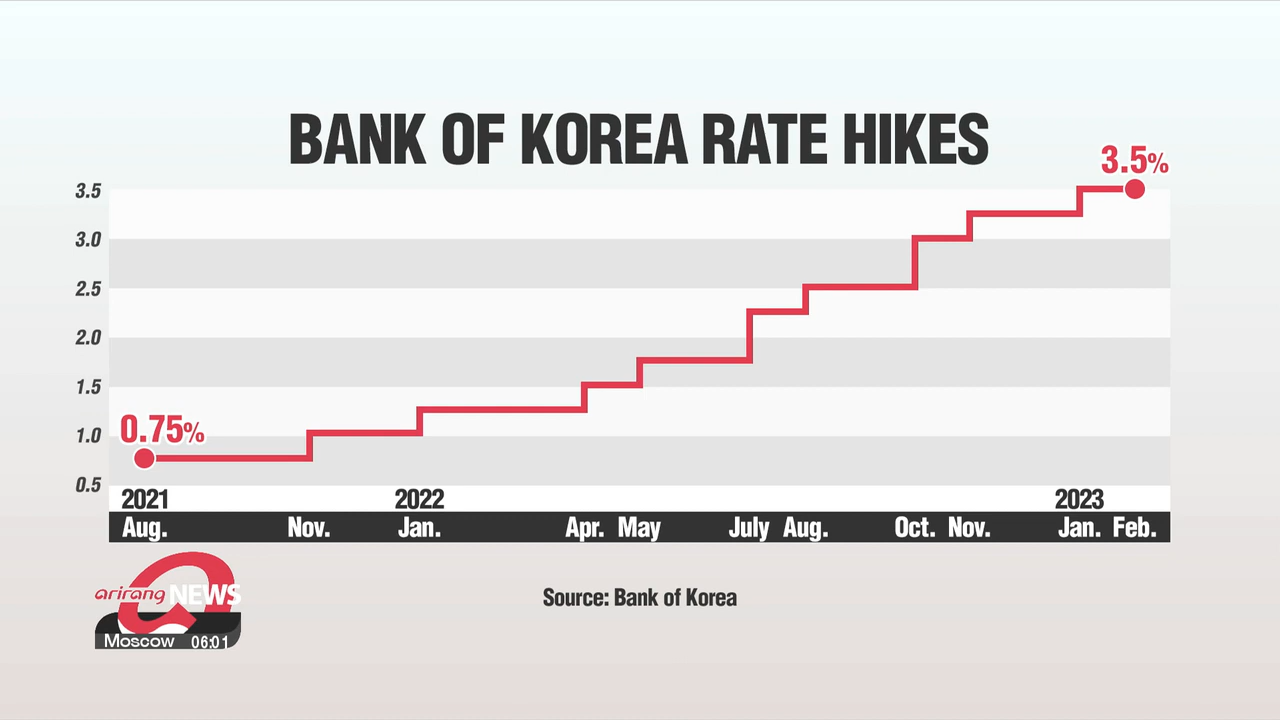 BANK OF KOREA RATE HIKES
3.5%
3.5
3.0
2.5
2.0
1.5
1.0
0.5
0.75%
2021 2022 2023
Aug. Nov. Jan. Apr. May July Aug. Oct. Nov. Jan. Feb.
Source: Bank of Korea
arirang NEWS
Moscow 06:01